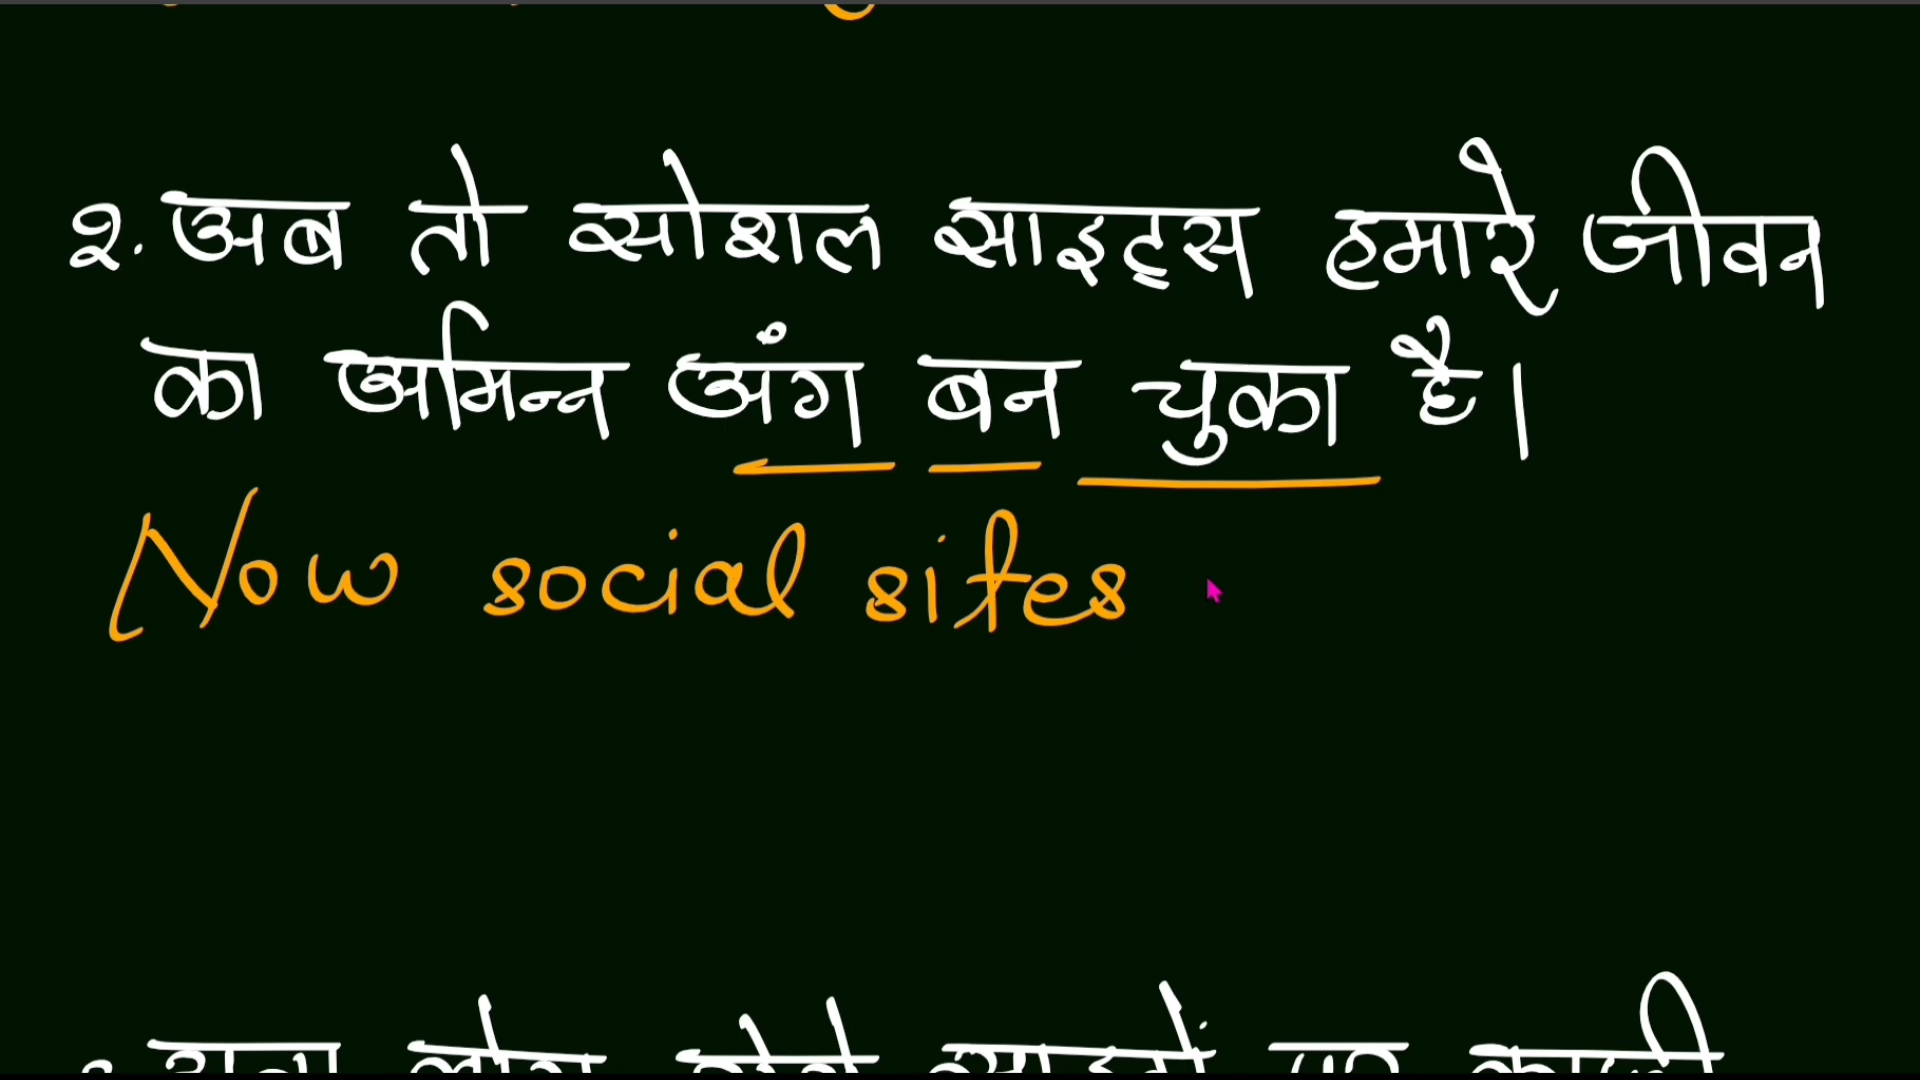 २. अब तो सोशल साइट्स हमारे जीवन
का अभिन्न अंग बन चुका है।
Now social sites